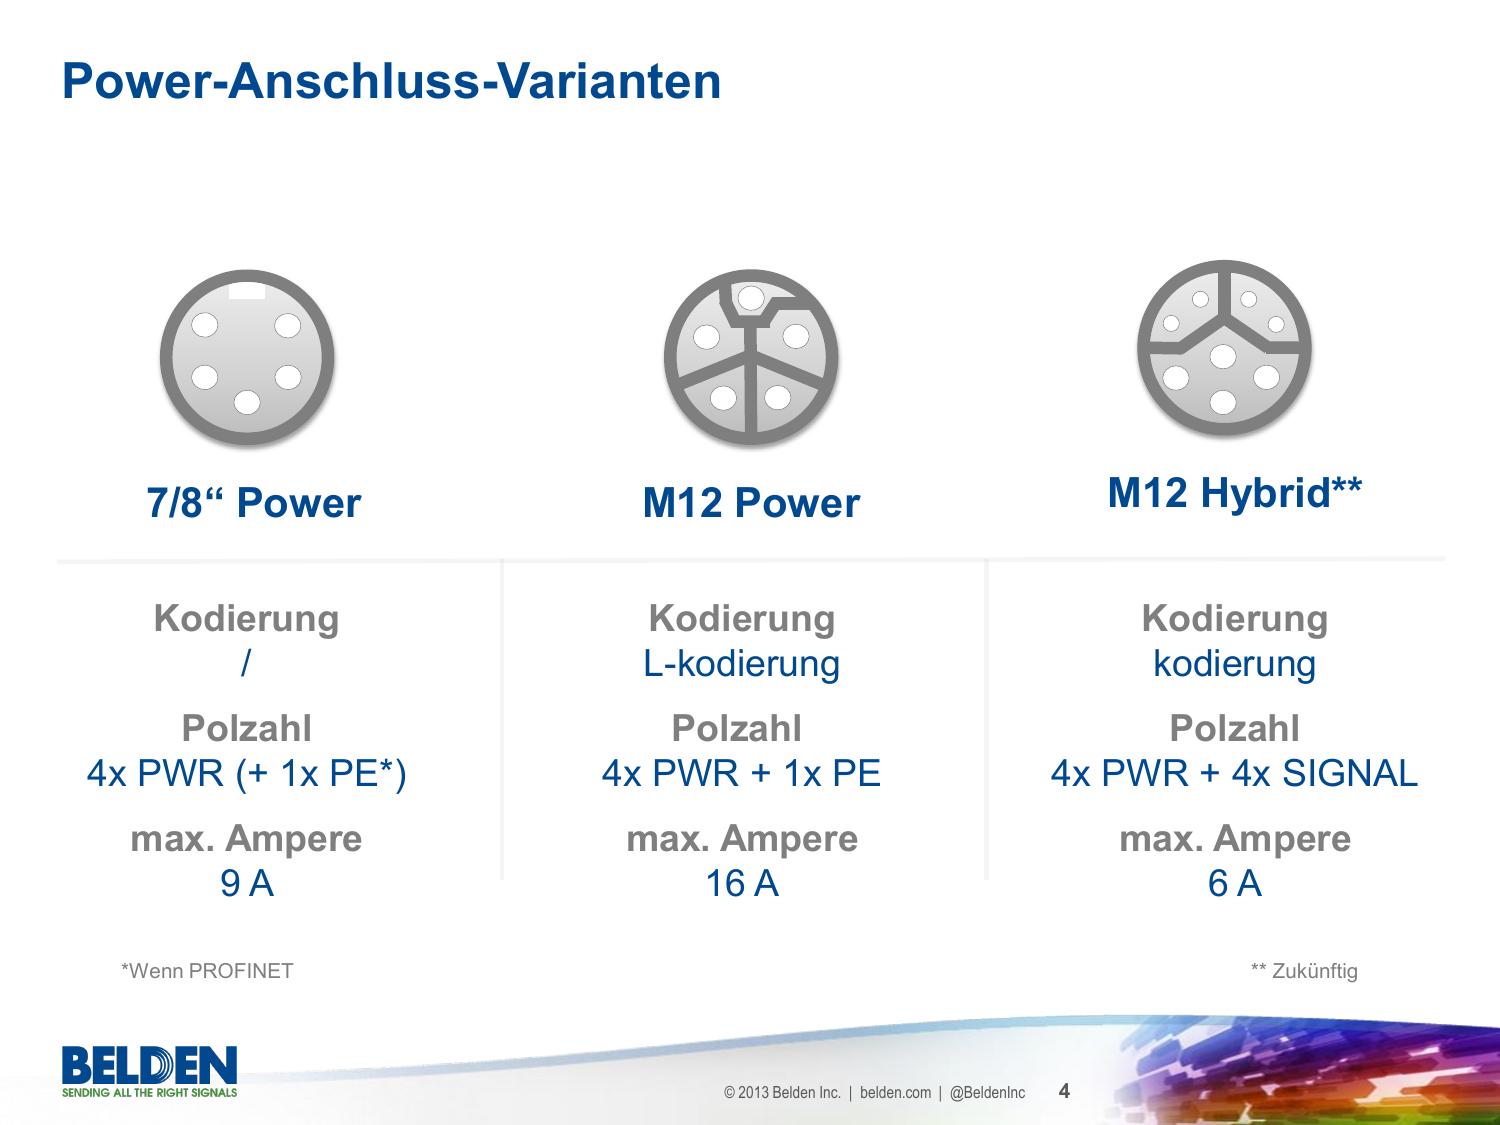 Power-Anschluss-Varianten
7/8“ Power
M12 Power
M12 Hybrid**
Kodierung
/
Polzahl
4x PWR (+ 1x PE*)
max. Ampere
9 A
Kodierung
L-kodierung
Polzahl
4x PWR + 1x PE
max. Ampere
16 A
Kodierung
kodierung
Polzahl
4x PWR + 4x SIGNAL
max. Ampere
6 A
*Wenn PROFINET
** Zukünftig
BELDEN
SENDING ALL THE RIGHT SIGNALS
© 2013 Belden Inc. | belden.com | @BeldenInc 4